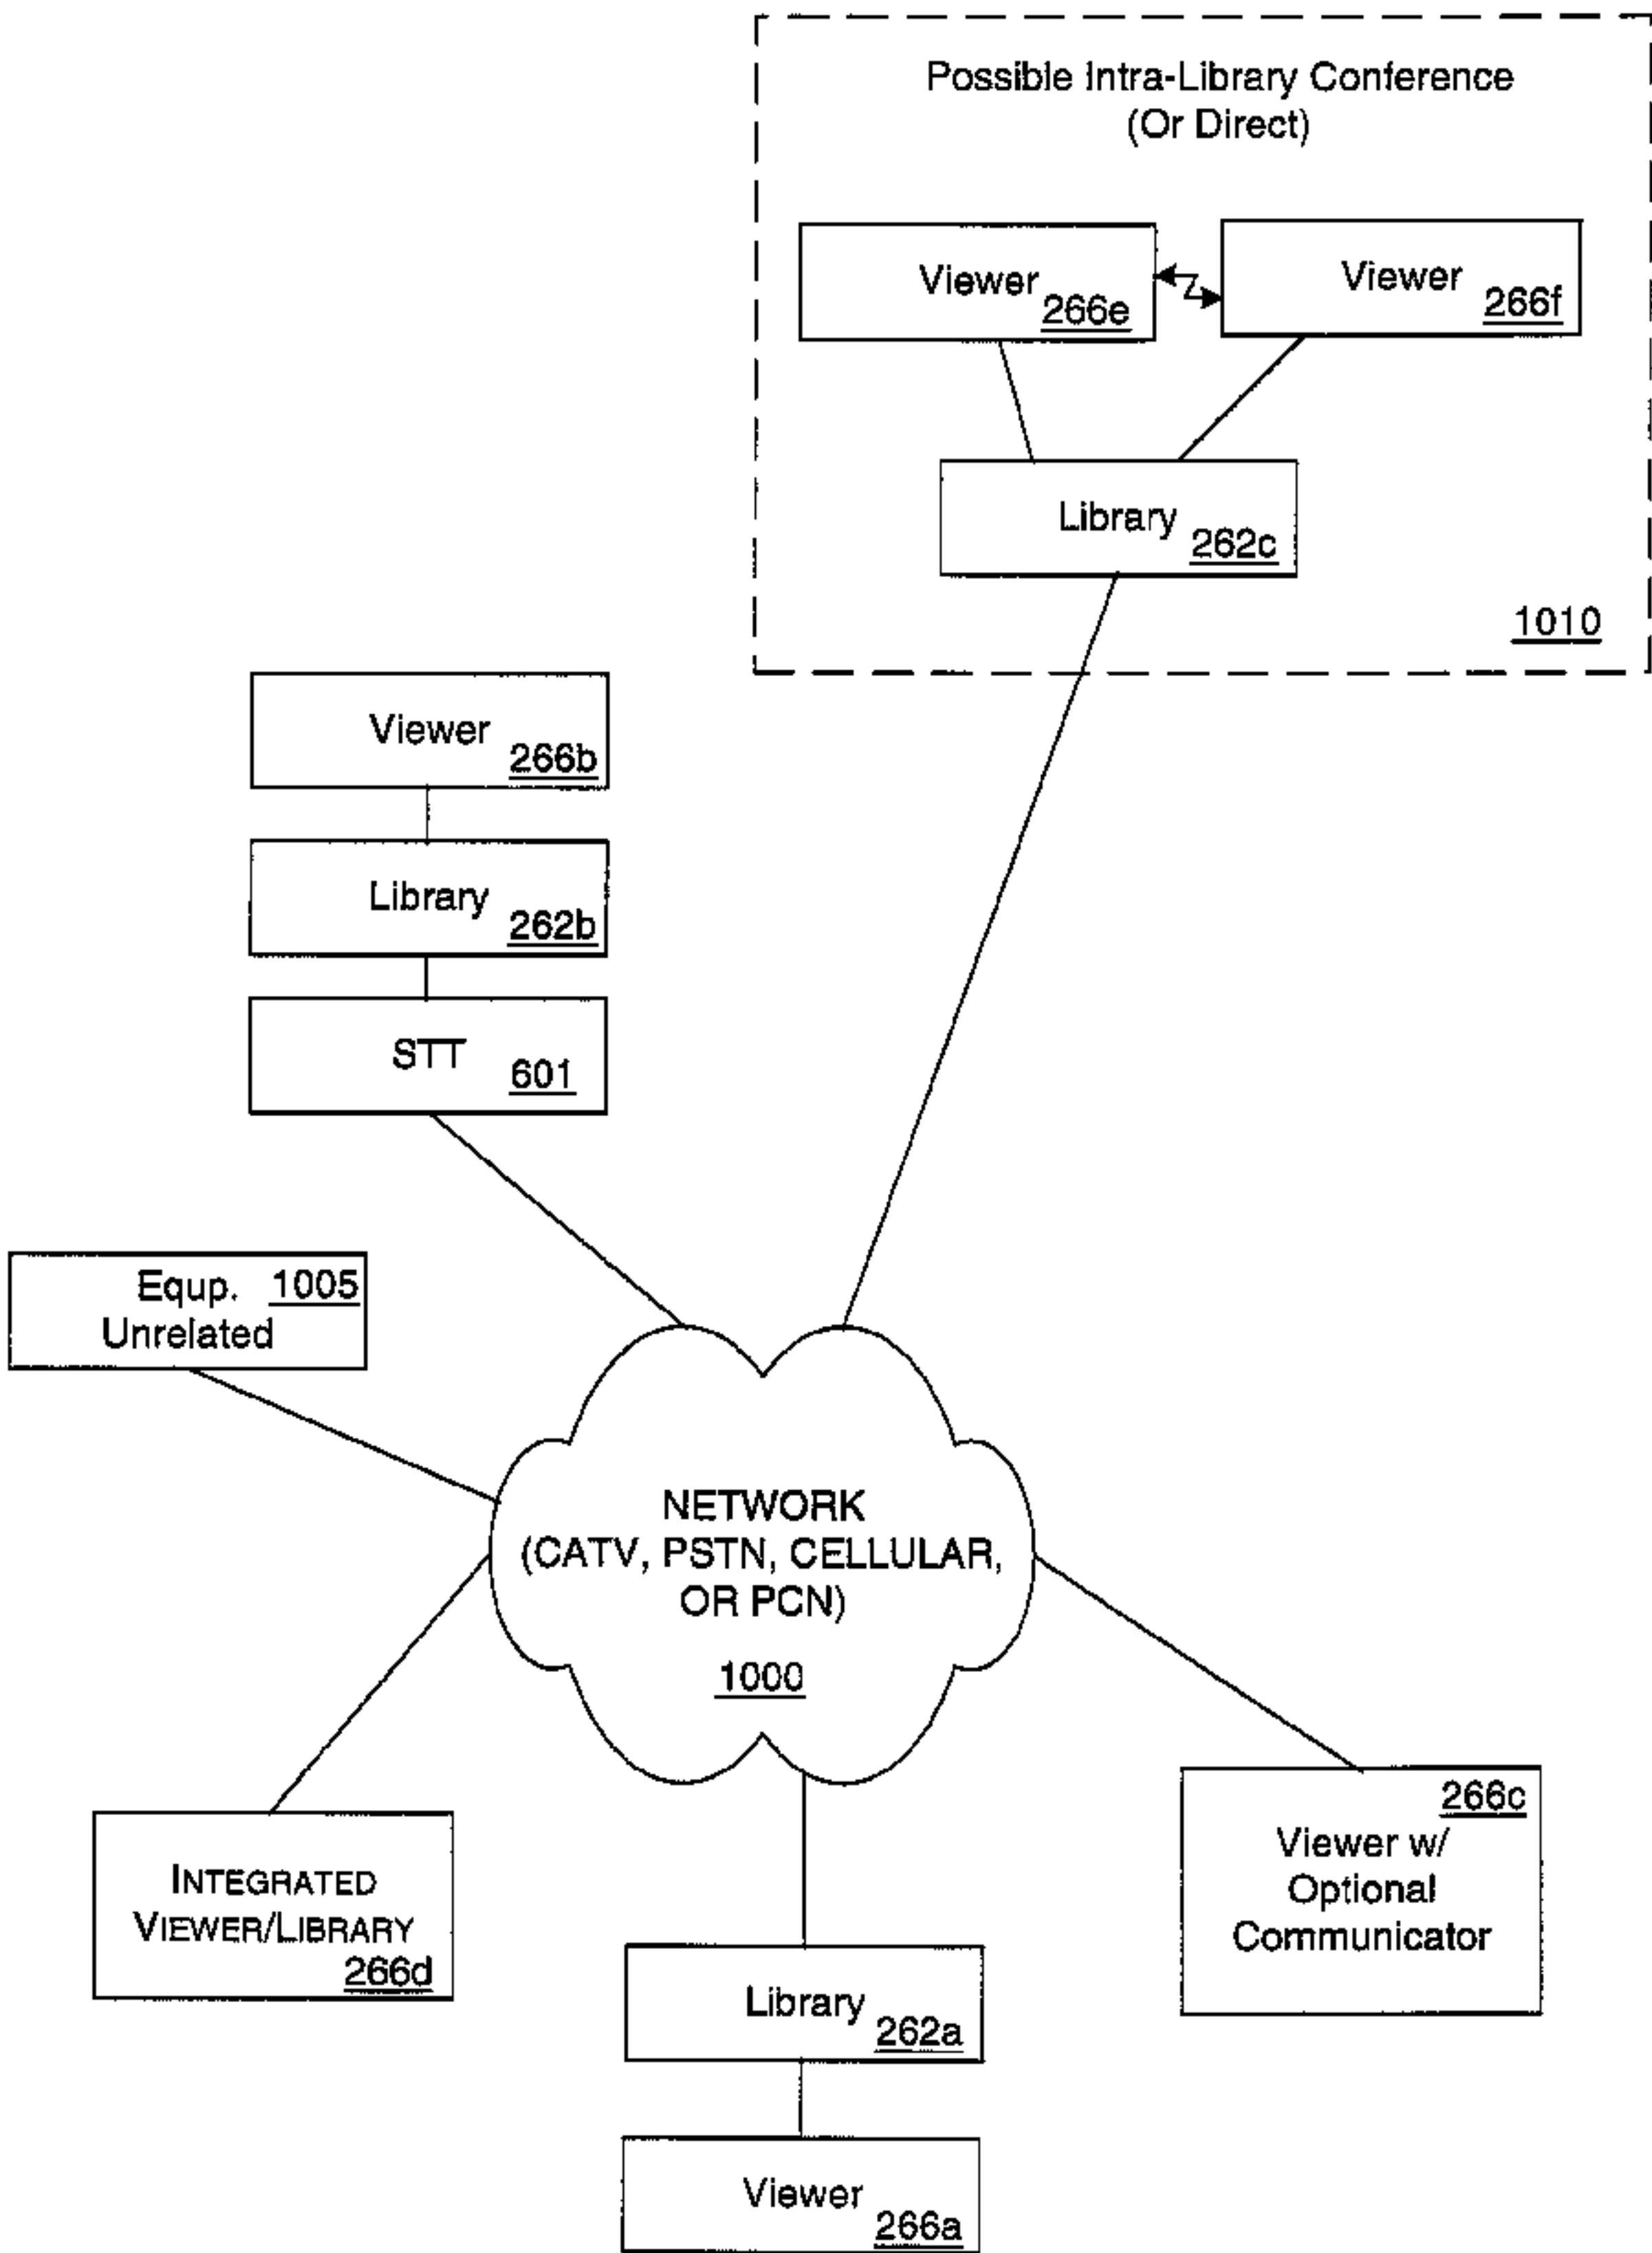 Possible Intra-Library Conference
(Or Direct)
Viewer
266e
Viewer
266f
Library
262c
1010
Viewer
266b
Library
262b
STT
601
Equp. 1005
Unrelated
NETWORK
(CATV, PSTN, CELLULAR,
OR PCN)
1000
266c
Viewer w/
Optional
Communicator
INTEGRATED
VIEWER/LIBRARY
266d
Library
262a
Viewer
266a